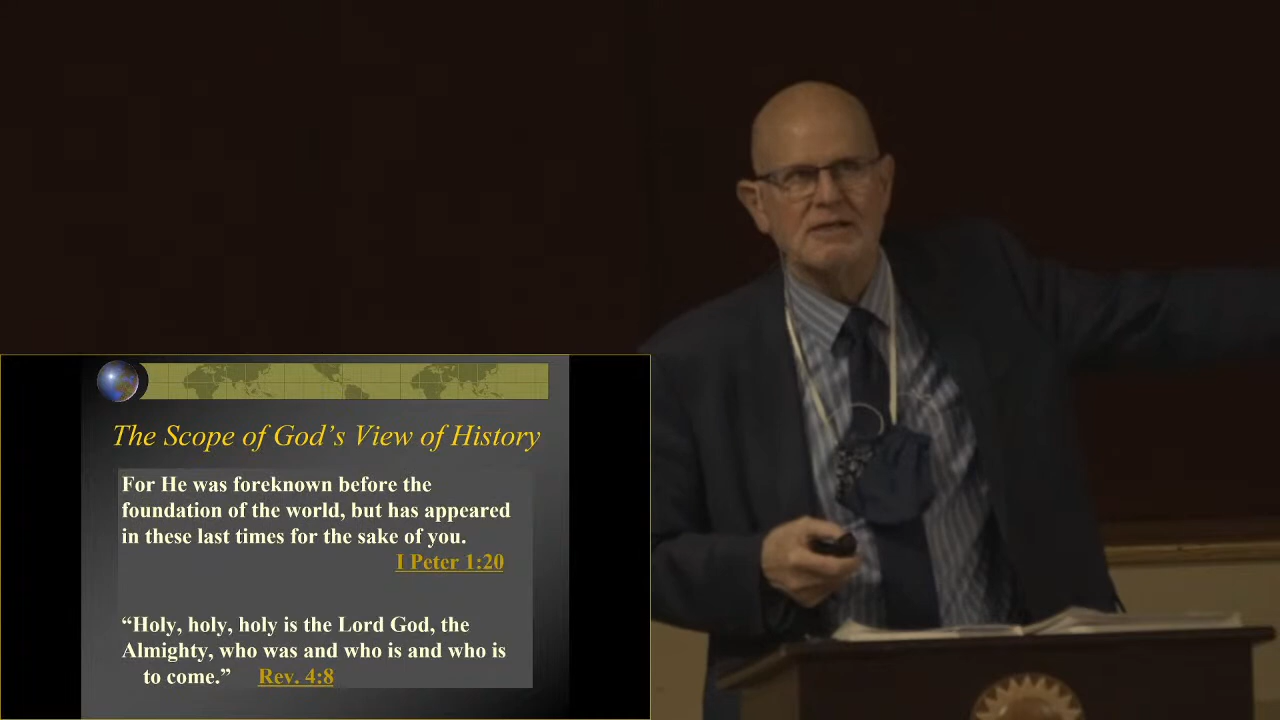 The Scope of God’s View of History
For He was foreknown before the
foundation of the world, but has appeared
in these last times for the sake of you.
I Peter 1:20
“Holy, holy, holy is the Lord God, the
Almighty, who was and who is and who is
to come.” Rev. 4:8